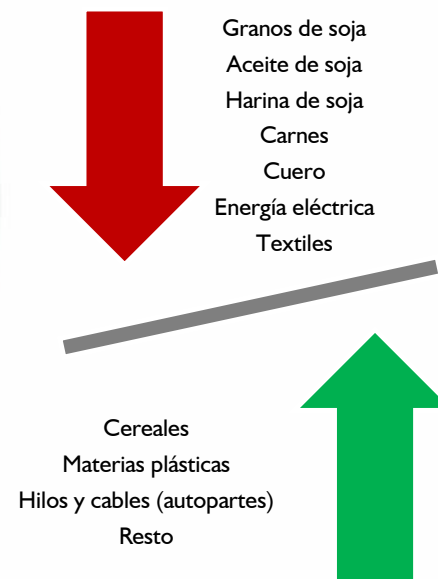 Granos de soja
Aceite de soja
Harina de soja
Carnes
Cuero
Energía eléctrica
Textiles
Cereales
Materias plásticas
Hilos y cables (autopartes)
Resto